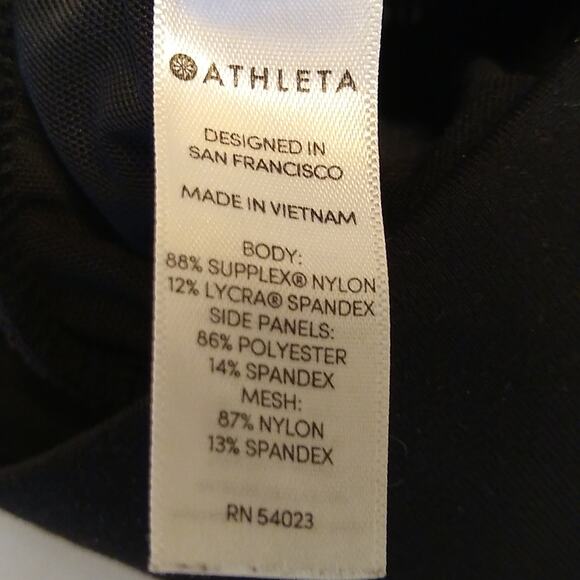 ATHLETA
DESIGNED IN
SAN FRANCISCO
MADE IN VIETNAM
BODY:
88% SUPPLEX® NYLON
12% LYCRA® SPANDEX
SIDE PANELS:
86% POLYESTER
14% SPANDEX
MESH:
87% NYLON
13% SPANDEX
RN 54023